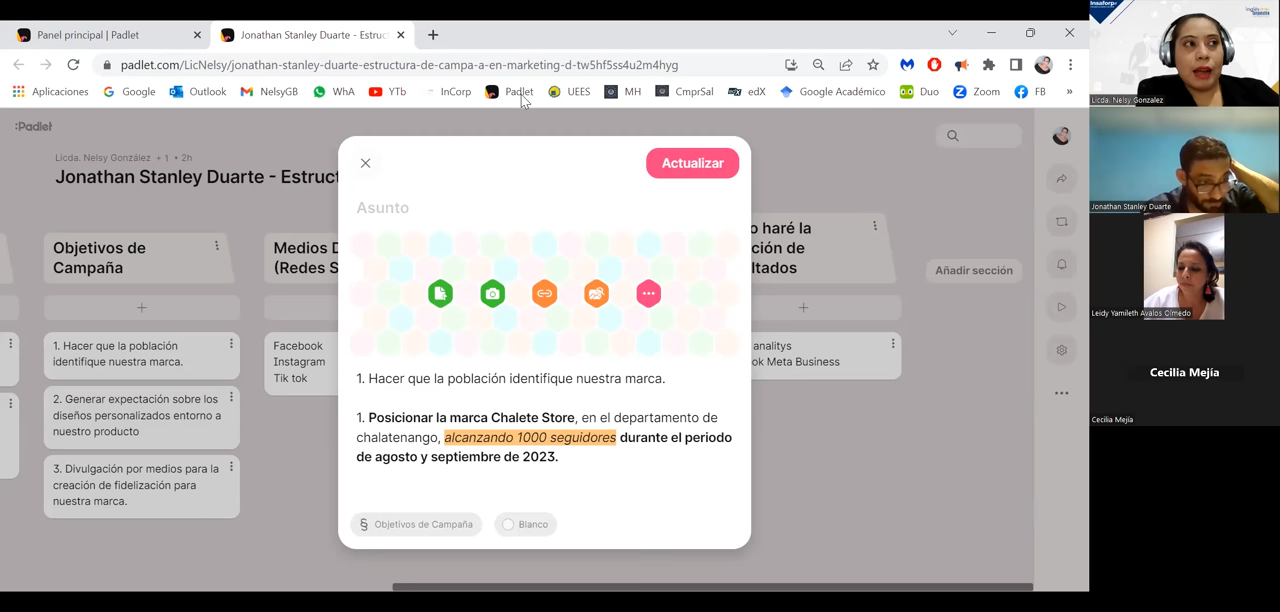 Panel principal | Padlet
Jonathan Stanley Duarte - Estruc
padlet.com/LicNelsy/jonathan-stanley-duarte-estructura-de-campa-a-en-marketing-d-tw5hf5ss4u2m4hyg
Aplicaciones Google Outlook NelsyGB WhA YTb InCorp Padlet UEES MH CmprSal edX Google Académico Duo Zoom FB »
:Padlet
Licda. Nelsy González + 1 • 2h
Jonathan Stanley Duarte - Estruct
Objetivos de
Campaña
1. Hacer que la población
identifique nuestra marca.
2. Generar expectación sobre los
diseños personalizados entorno a
nuestro producto
3. Divulgación por medios para la
creación de fidelización para
nuestra marca.
Medios D
(Redes S
Facebook
Instagram
Tik tok
Actualizar
Asunto
1. Hacer que la población identifique nuestra marca.
1. Posicionar la marca Chalete Store, en el departamento de
chalatenango, alcanzando 1000 seguidores durante el periodo
de agosto y septiembre de 2023.
Objetivos de Campaña
Blanco
o haré la
ción de
ltados
analitys
ok Meta Business
Añadir sección
Insaforp
Licda. Nelsy Gonzalez
Jonathan Stanley Duarte
Leidy Yamileth Avalos Olmedo
Cecilia Mejía
Cecilia Mejía